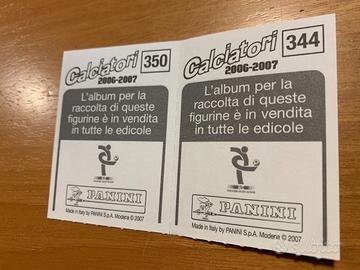 Calciatori 350
2006-2007
L'album per la
raccolta di queste
figurine è in vendita
in tutte le edicole
PANINI
Made in Italy by PANINI S.p.A. Modena © 2007
Calciatori 344
2006-2007
L'album per la
raccolta di queste
figurine è in vendita
in tutte le edicole
PANINI
Made in Italy by PANINI S.p.A. Modena © 2007